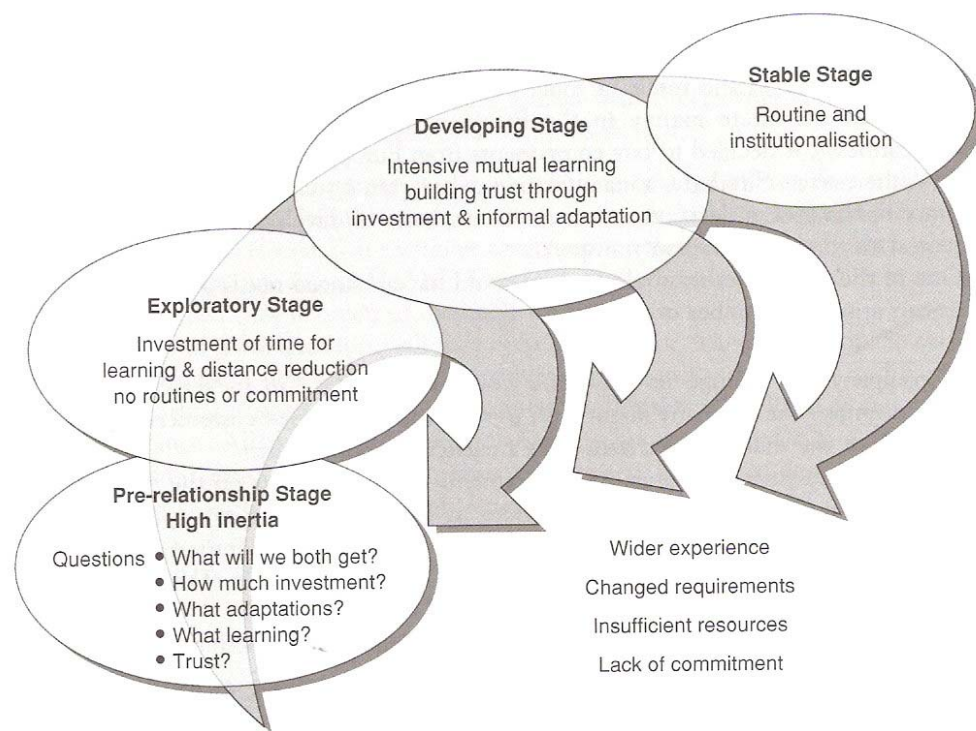 Stable Stage
Routine and
institutionalisation
Developing Stage
Intensive mutual learning
building trust through
investment & informal adaptation
Exploratory Stage
Investment of time for
learning & distance reduction
no routines or commitment
Pre-relationship Stage
High inertia
Questions • What will we both get?
• How much investment?
• What adaptations?
• What learning?
• Trust?
Wider experience
Changed requirements
Insufficient resources
Lack of commitment